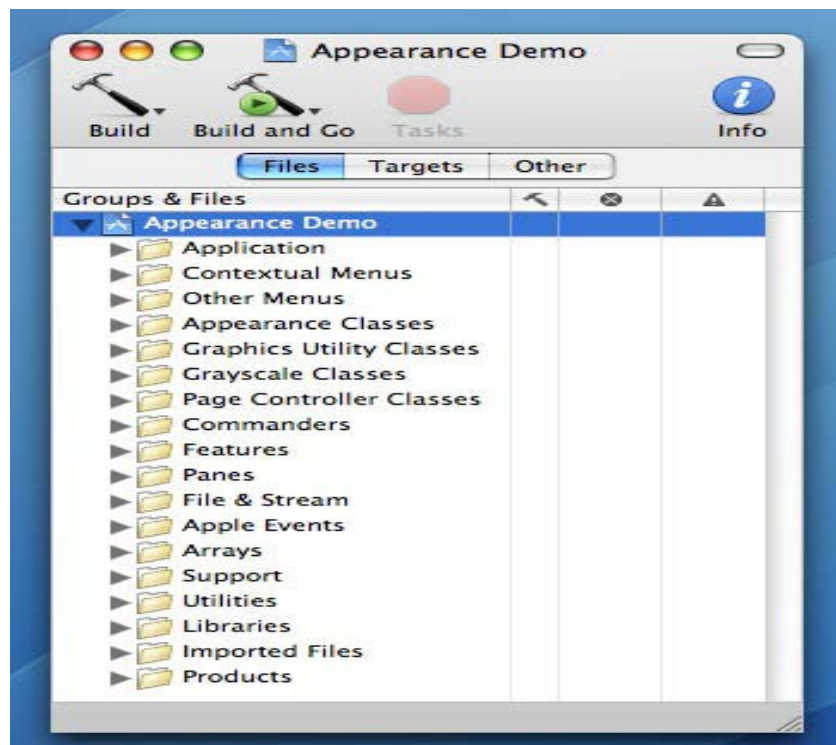 Appearance Demo
Build Build and Go Tasks Info
Files Targets Other
Groups & Files
Appearance Demo
Application
Contextual Menus
Other Menus
Appearance Classes
Graphics Utility Classes
Grayscale Classes
Page Controller Classes
Commanders
Features
Panes
File & Stream
Apple Events
Arrays
Support
Utilities
Libraries
Imported Files
Products